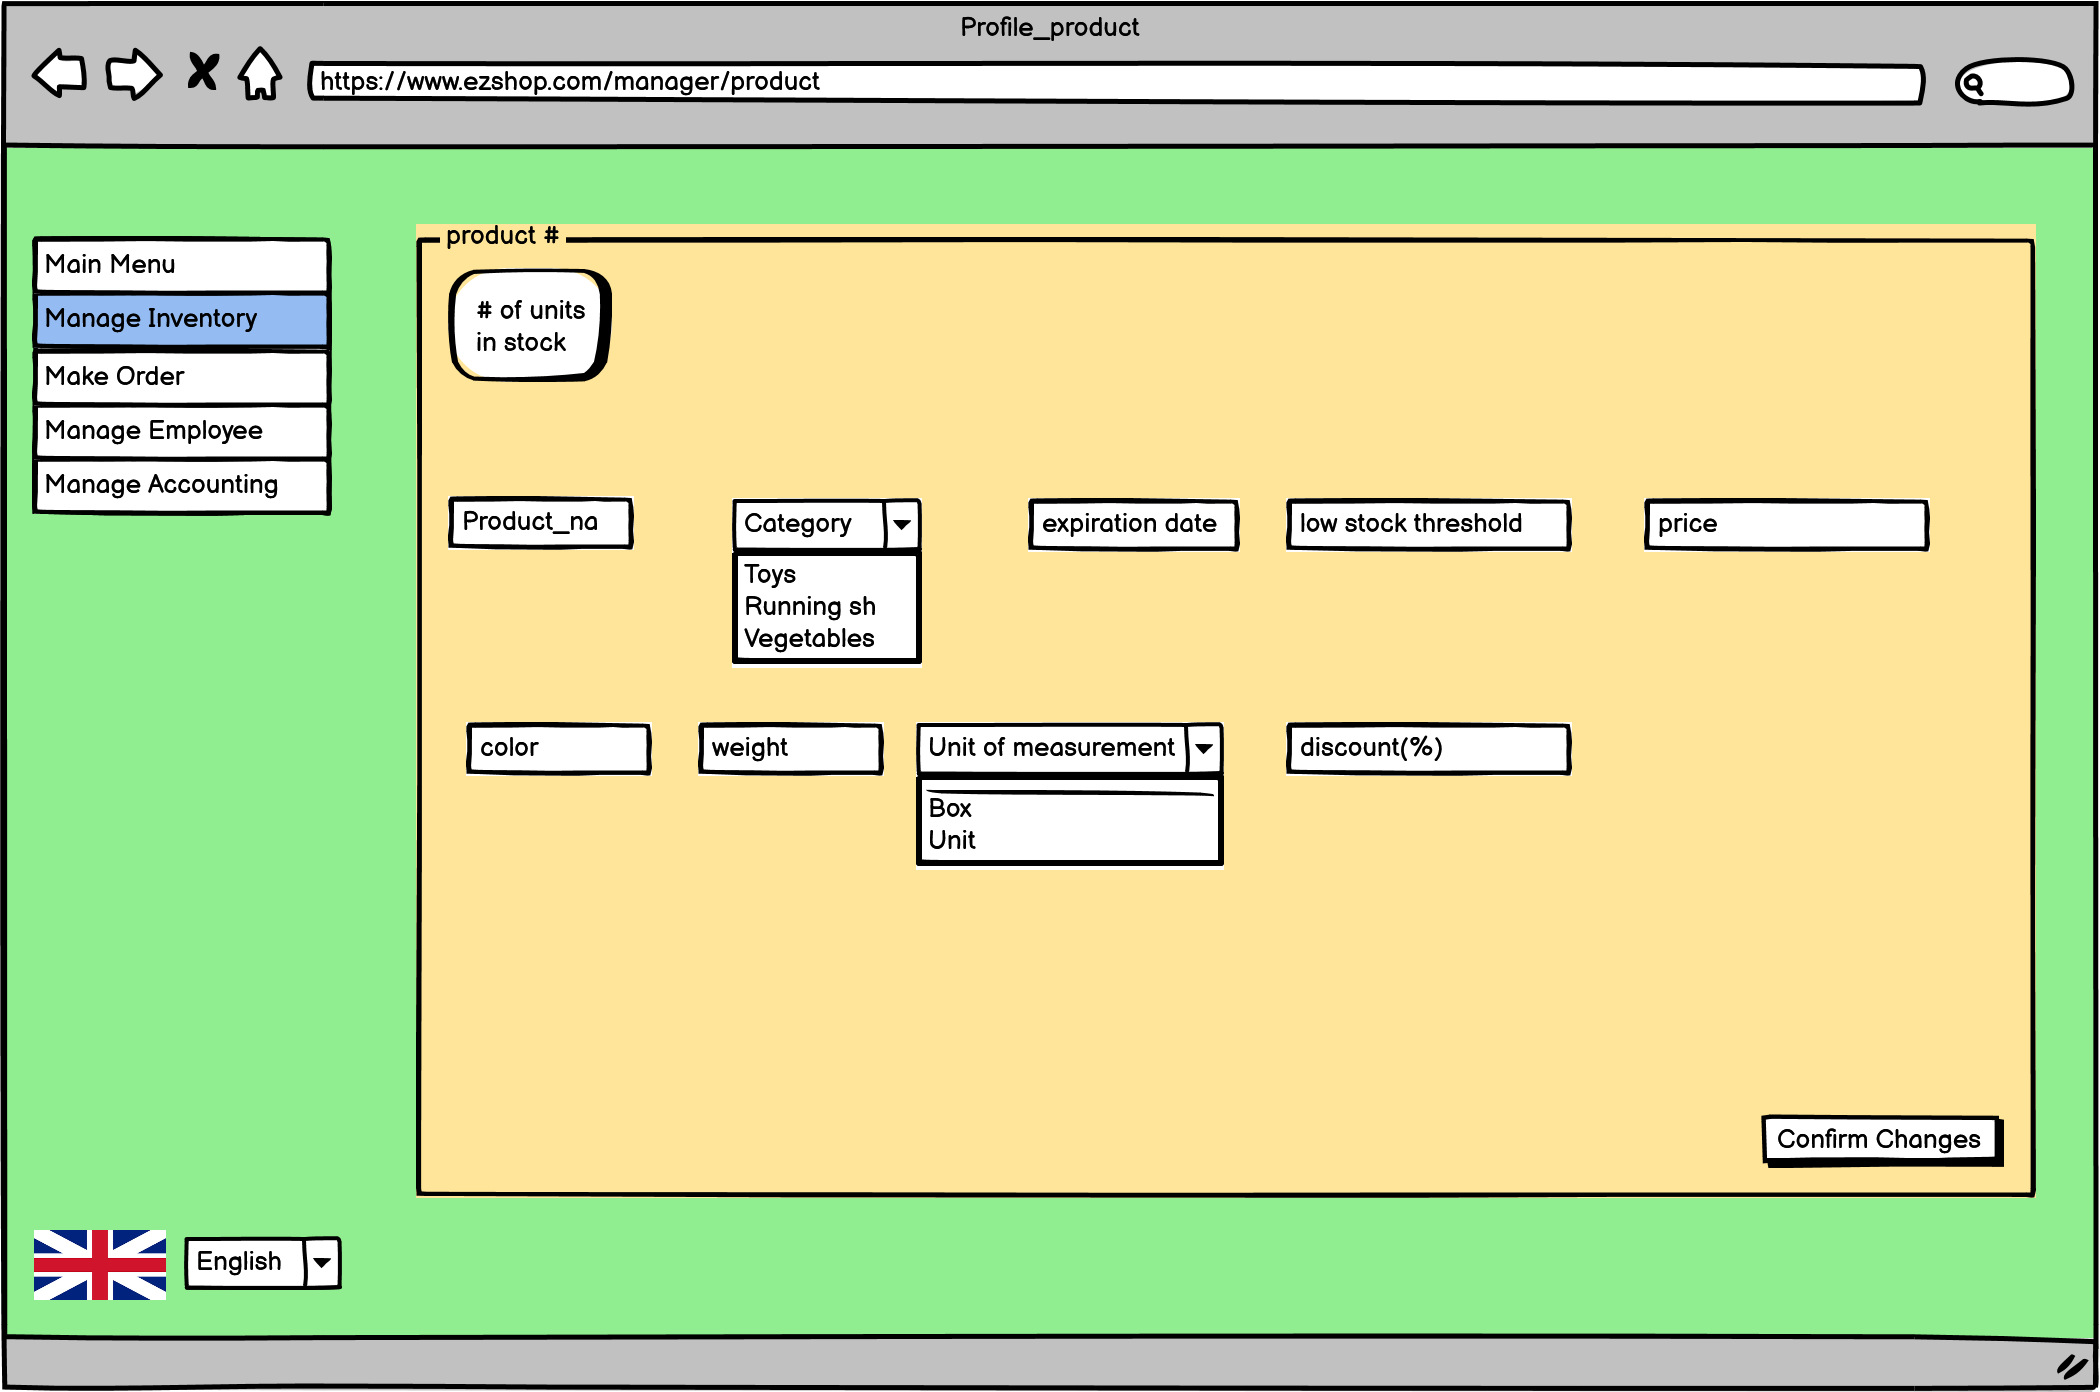 Profile_product
https://www.ezshop.com/manager/product
Main Menu
Manage Inventory
Make Order
Manage Employee
Manage Accounting
product #
# of units
in stock
Product_na
Category
Toys
Running sh
Vegetables
expiration date
low stock threshold
price
color
weight
Unit of measurement
Box
Unit
discount(%)
Confirm Changes
English